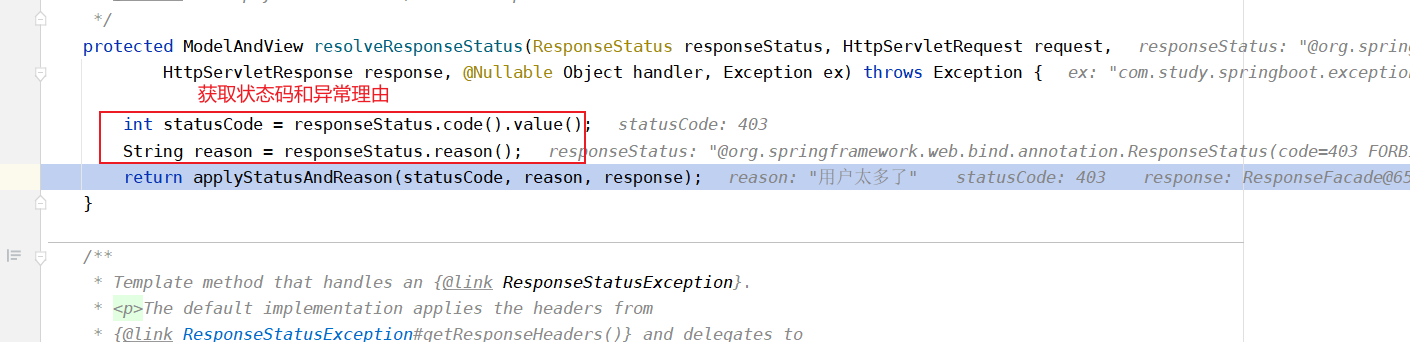 */
protected ModelAndView resolveResponseStatus(ResponseStatus responseStatus, HttpServletRequest request, responseStatus: "@org.spring
HttpServletResponse response, @Nullable Object handler, Exception ex) throws Exception { ex: "com.study.springboot.exception
获取状态码和异常理由
int statusCode = responseStatus.code().value(); statusCode: 403
String reason = responseStatus.reason(); responseStatus: "@org.springframework.web.bind.annotation.ResponseStatus(code=403 FORBI
return applyStatusAndReason(statusCode, reason, response); reason: "用户太多了" statusCode: 403 response: ResponseFacade@65
}
/**
* Template method that handles an {@link ResponseStatusException}.
* <p>The default implementation applies the headers from
* {@link ResponseStatusException#getResponseHeaders()} and delegates to